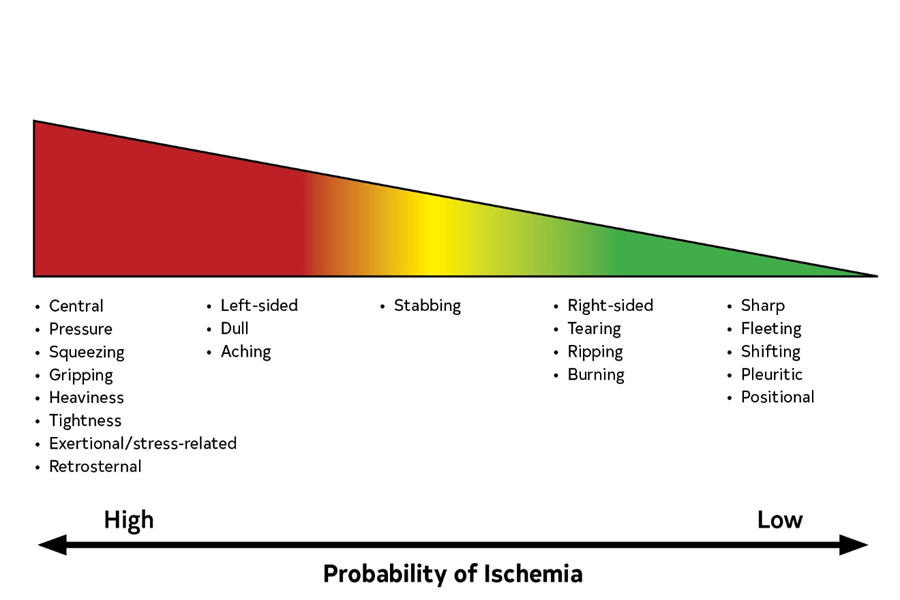 • Central
• Pressure
• Squeezing
• Gripping
• Heaviness
• Tightness
• Exertional/stress-related
• Retrosternal
• Left-sided
• Dull
• Aching
• Stabbing
• Right-sided
• Tearing
• Ripping
• Burning
• Sharp
• Fleeting
• Shifting
• Pleuritic
• Positional
High
Low
Probability of Ischemia